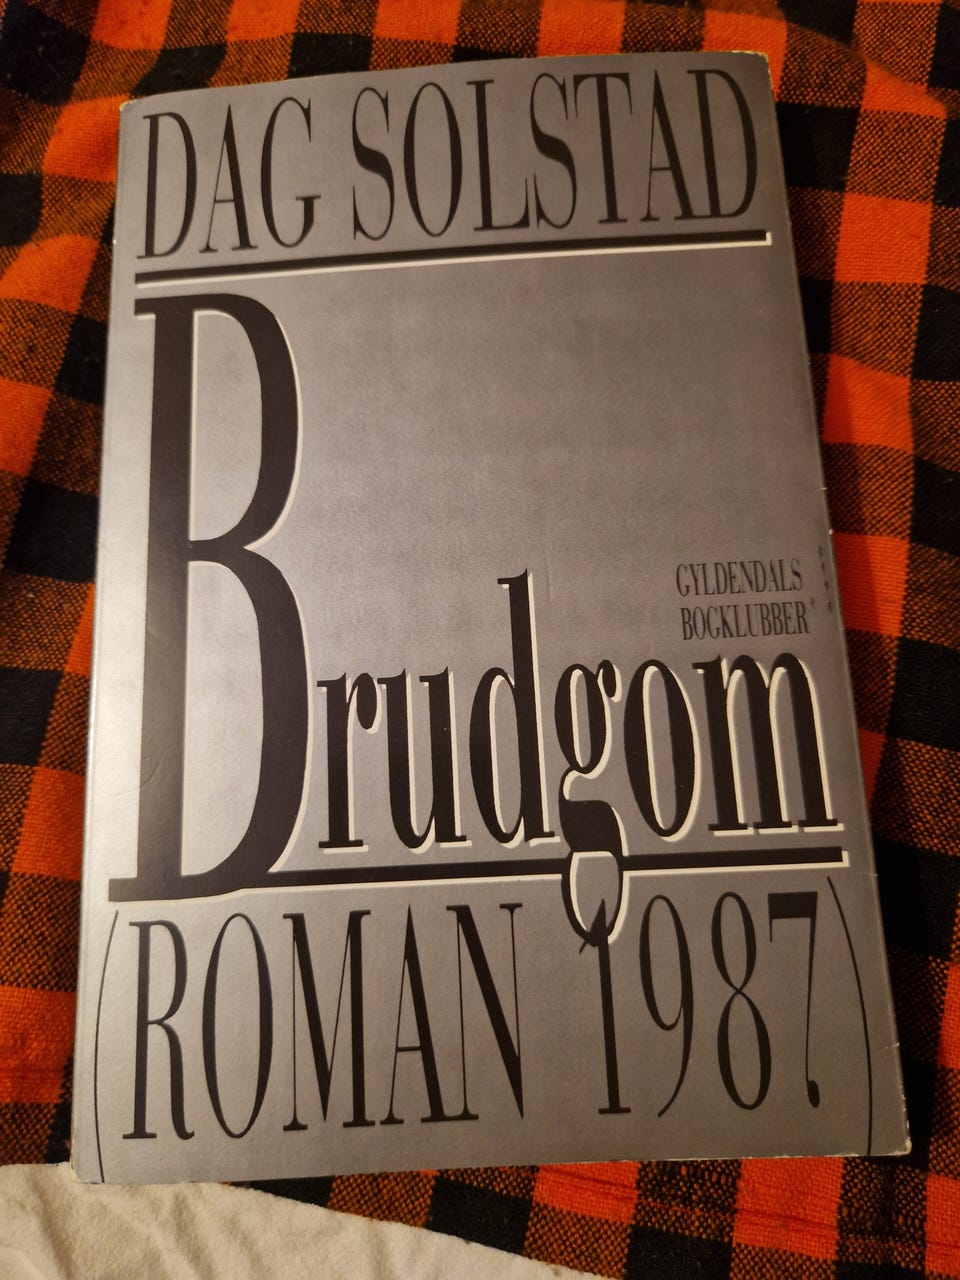 DAG SOLSTAD
Brudgom
GYLDENDALS
BOGKLUBBER
(ROMAN 1987)